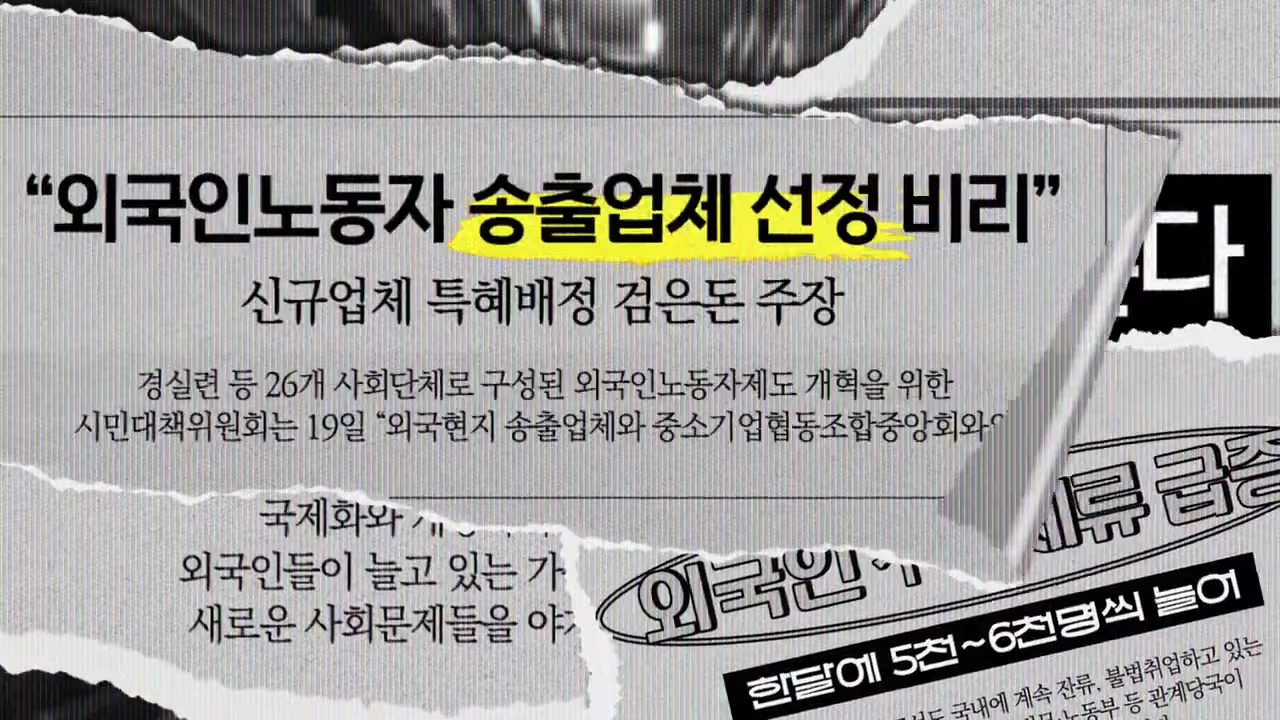 “외국인노동자 송출업체 선정 비리”
신규업체 특혜배정 검은돈 주장
경실련 등 26개 사회단체로 구성된 외국인노동자제도 개혁을 위한
시민대책위원회는 19일 “외국현지 송출업체와 중소기업협동조합중앙회와의
다
국제화와
외국인들이 늘고 있는
새로운 사회문제들을
외국인 급증
한달에 5천~6천명씩 늘어
국내에 계속 잔류, 불법취업하고 있는
노동부 등 관계당국이